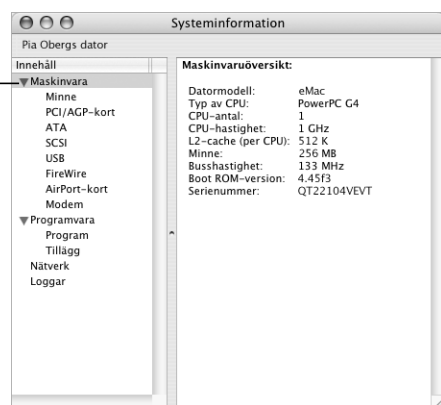 Systeminformation
Pia Obergs dator
Innehåll
Maskinvara
Minne
PCI/AGP-kort
ATA
SCSI
USB
FireWire
AirPort-kort
Modem
Programvara
Program
Tillägg
Nätverk
Loggar
Maskinvaruöversikt:
Datormodell: eMac
Typ av CPU: PowerPC G4
CPU-antal: 1
CPU-hastighet: 1 GHz
L2-cache (per CPU): 512 K
Minne: 256 MB
Busshastighet: 133 MHz
Boot ROM-version: 4.45f3
Serienummer: QT22104VEVT